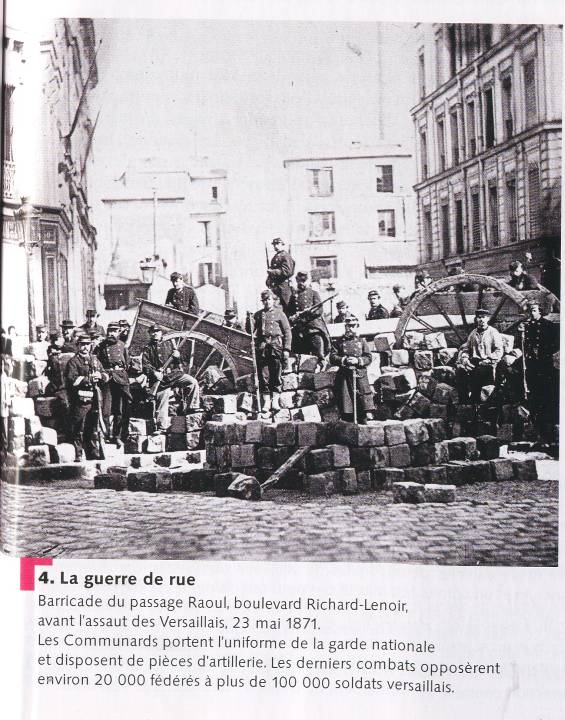 4. La guerre de rue
Barricade du passage Raoul, boulevard Richard-Lenoir,
avant l'assaut des Versaillais, 23 mai 1871.
Les Communards portent l'uniforme de la garde nationale
et disposent de pièces d'artillerie. Les derniers combats opposèrent
environ 20 000 fédérés à plus de 100 000 soldats versaillais.